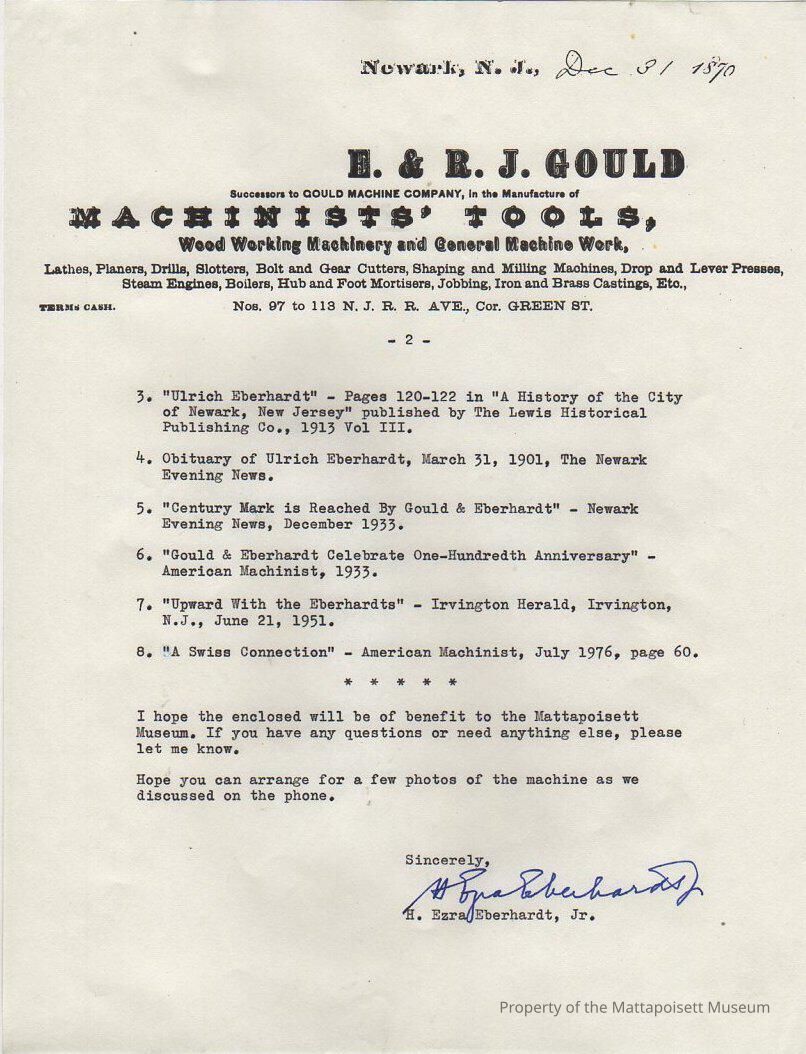 Newark, N. J., Dec 31 1870
E. & R. J. GOULD
Successors to GOULD MACHINE COMPANY, in the Manufacture of
MACHINISTS' TOOLS,
Wood Working Machinery and General Machine Work,
Lathes, Planers, Drills, Slotters, Bolt and Gear Cutters, Shaping and Milling Machines, Drop and Lever Presses,
Steam Engines, Boilers, Hub and Foot Mortisers, Jobbing, Iron and Brass Castings, Etc.,
TERMS CASH. Nos. 97 to 113 N. J. R. R. AVE., Cor. GREEN ST.
- 2 -
3. "Ulrich Eberhardt" - Pages 120-122 in "A History of the City
of Newark, New Jersey" published by The Lewis Historical
Publishing Co., 1913 Vol III.
4. Obituary of Ulrich Eberhardt, March 31, 1901, The Newark
Evening News.
5. "Century Mark is Reached By Gould & Eberhardt" - Newark
Evening News, December 1933.
6. "Gould & Eberhardt Celebrate One-Hundredth Anniversary" -
American Machinist, 1933.
7. "Upward With the Eberhardts" - Irvington Herald, Irvington,
N.J., June 21, 1951.
8. "A Swiss Connection" - American Machinist, July 1976, page 60.
* * * * *
I hope the enclosed will be of benefit to the Mattapoisett
Museum. If you have any questions or need anything else, please
let me know.
Hope you can arrange for a few photos of the machine as we
discussed on the phone.
Sincerely,
H Ezra Eberhardt Jr
H. Ezra Eberhardt, Jr.
Property of the Mattapoisett Museum